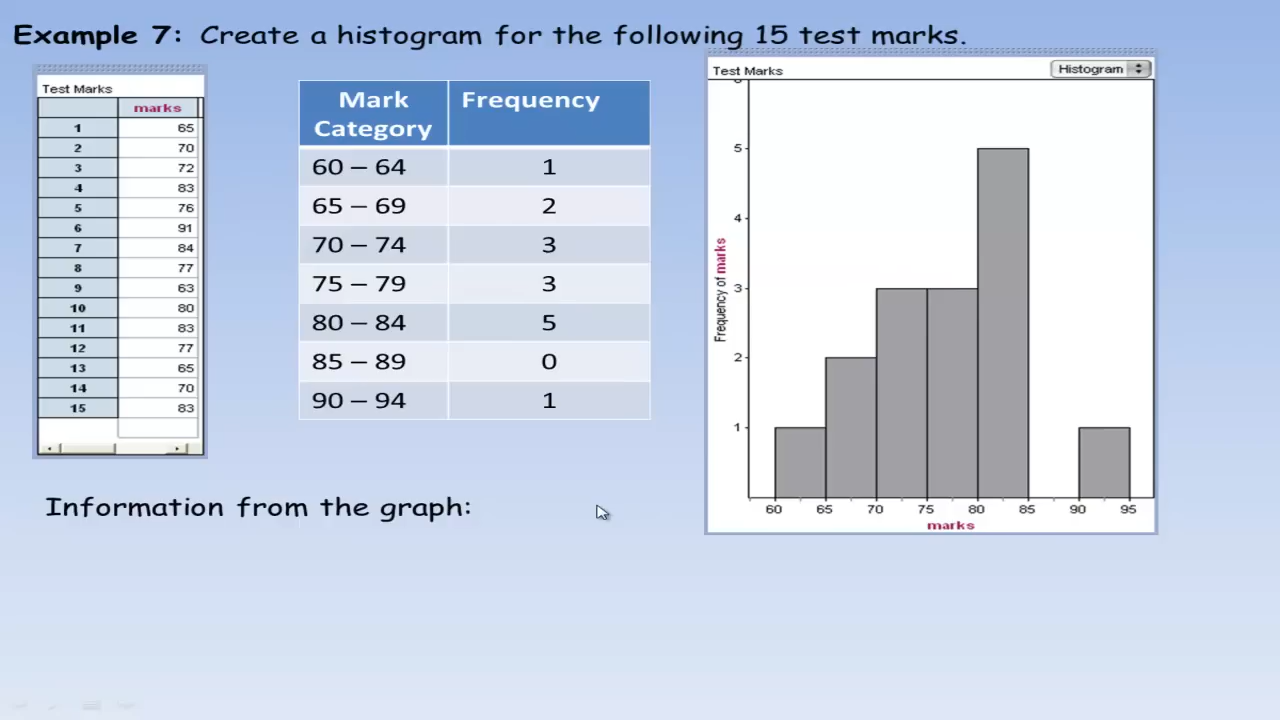 Example 7: Create a histogram for the following 15 test marks.
Test Marks
marks
1 65
2 70
3 72
4 83
5 76
6 91
7 84
8 77
9 63
10 80
11 83
12 77
13 65
14 70
15 83
Mark Category Frequency
60 – 64 1
65 – 69 2
70 – 74 3
75 – 79 3
80 – 84 5
85 – 89 0
90 – 94 1
Test Marks Histogram
Frequency of marks
5
4
3
2
1
60 65 70 75 80 85 90 95
marks
Information from the graph: